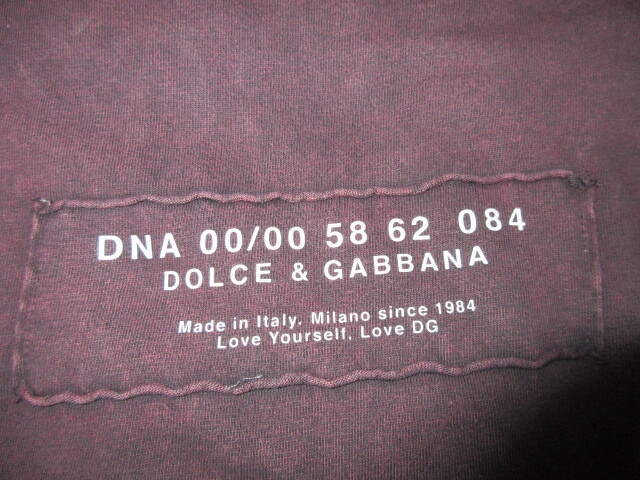 DNA 00/00 58 62 084
DOLCE & GABBANA
Made in Italy. Milano since 1984
Love Yourself, Love DG